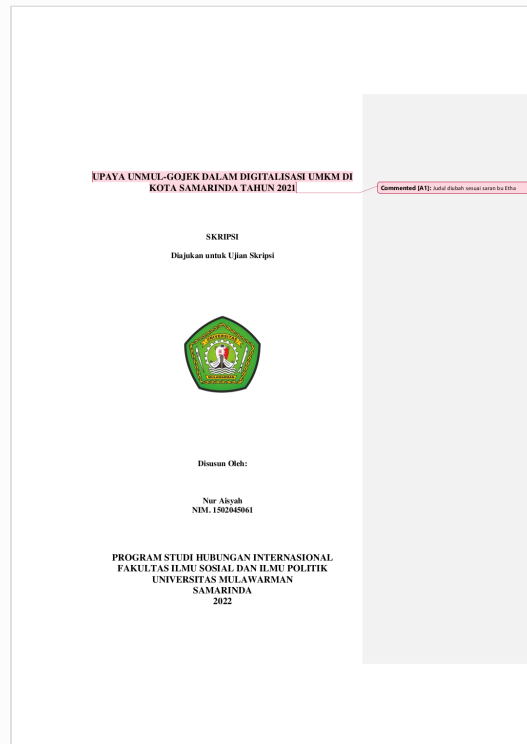 UPAYA UNMUL-GOJEK DALAM DIGITALISASI UMKM DI
KOTA SAMARINDA TAHUN 2021
Commented [A1]: Judul diubah sesuai saran bu Etha
SKRIPSI
Diajukan untuk Ujian Skripsi
UNIVERSITAS
MULAWARMAN
Disusun Oleh:
Nur Aisyah
NIM. 1502045061
PROGRAM STUDI HUBUNGAN INTERNASIONAL
FAKULTAS ILMU SOSIAL DAN ILMU POLITIK
UNIVERSITAS MULAWARMAN
SAMARINDA
2022